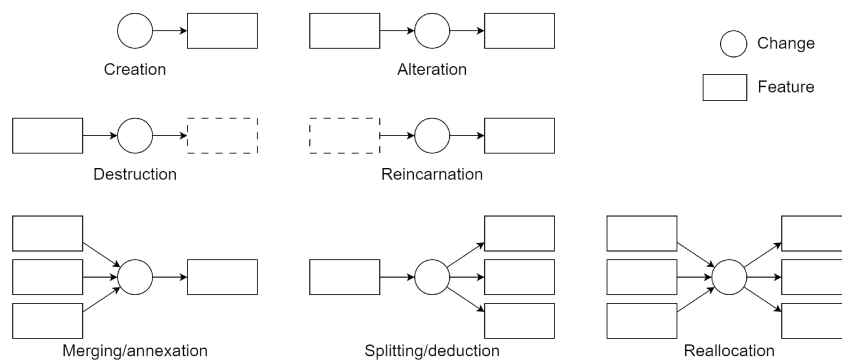 Creation
Alteration
Change
Feature
Destruction
Reincarnation
Merging/annexation
Splitting/deduction
Reallocation